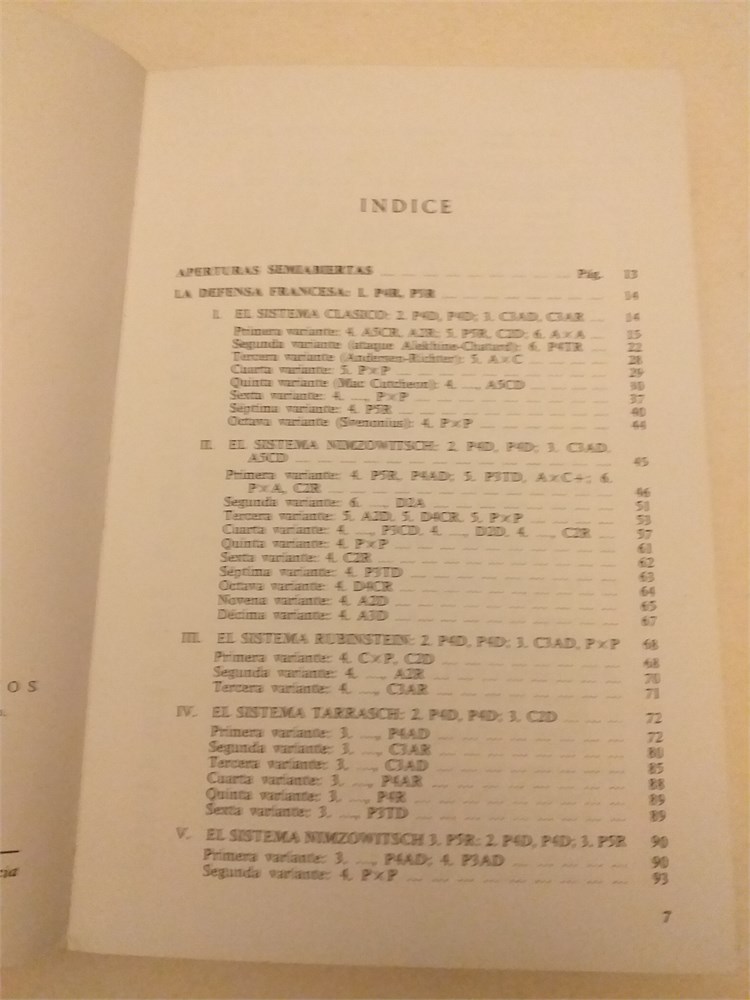 INDICE
APERTURAS SEMIABIERTAS Pág. 13
LA DEFENSA FRANCESA: 1. P4R, P3R 14
I. EL SISTEMA CLASICO: 2. P4D, P4D; 3. C3AD, C3AR 14
Primera variante: 4. A5CR, A2R; 5. P5R, C2D; 6. A×A 15
Segunda variante (ataque Alekhine-Chatard): 6. P4TR 22
Tercera variante (Anderssen-Richter): 5. A×C 28
Cuarta variante: 5. P×P 29
Quinta variante (Mac Cutcheon): 4. ..., A5CD 30
Sexta variante: 4. ..., P×P 37
Séptima variante: 4. P5R 40
Octava variante (Swenonius): 4. P×P 44
II. EL SISTEMA NIMZOWITSCH: 2. P4D, P4D; 3. C3AD,
A5CD 45
Primera variante: 4. P5R, P4AD; 5. P3TD, A×C+; 6.
P×A, C2R 46
Segunda variante: 6. ..., D2A 51
Tercera variante: 5. A2D, 5. D4CR, 5. P×P 53
Cuarta variante: 4. ..., P3CD, 4. ..., D2D, 4. ..., C2R 57
Quinta variante: 4. P×P 61
Sexta variante: 4. C2R 62
Séptima variante: 4. P3TD 63
Octava variante: 4. D4CR 64
Novena variante: 4. A2D 65
Décima variante: 4. A3D 67
III. EL SISTEMA RUBINSTEIN: 2. P4D, P4D; 3. C3AD, P×P 68
Primera variante: 4. C×P, C2D 68
Segunda variante: 4. ..., A2R 70
Tercera variante: 4. ..., C3AR 71
IV. EL SISTEMA TARRASCH: 2. P4D, P4D; 3. C2D 72
Primera variante: 3. ..., P4AD 72
Segunda variante: 3. ..., C3AR 80
Tercera variante: 3. ..., C3AD 85
Cuarta variante: 3. ..., P4AR 88
Quinta variante: 3. ..., P4R 89
Sexta variante: 3. ..., P3TD 89
V. EL SISTEMA NIMZOWITSCH 3. P5R: 2. P4D, P4D; 3. P5R 90
Primera variante: 3. ..., P4AD; 4. P3AD 90
Segunda variante: 4. P×P 93
7
OS
cia